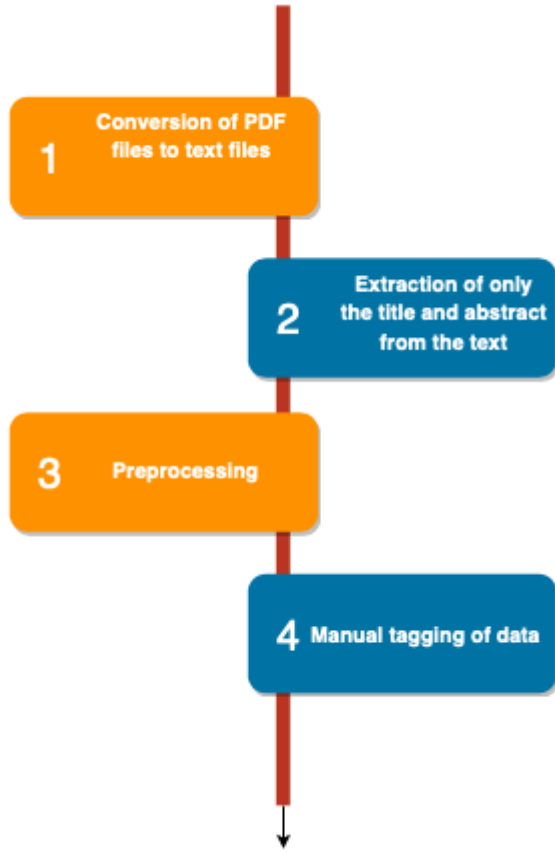 1
Conversion of PDF
files to text files
2
Extraction of only
the title and abstract
from the text
3
Preprocessing
4
Manual tagging of data